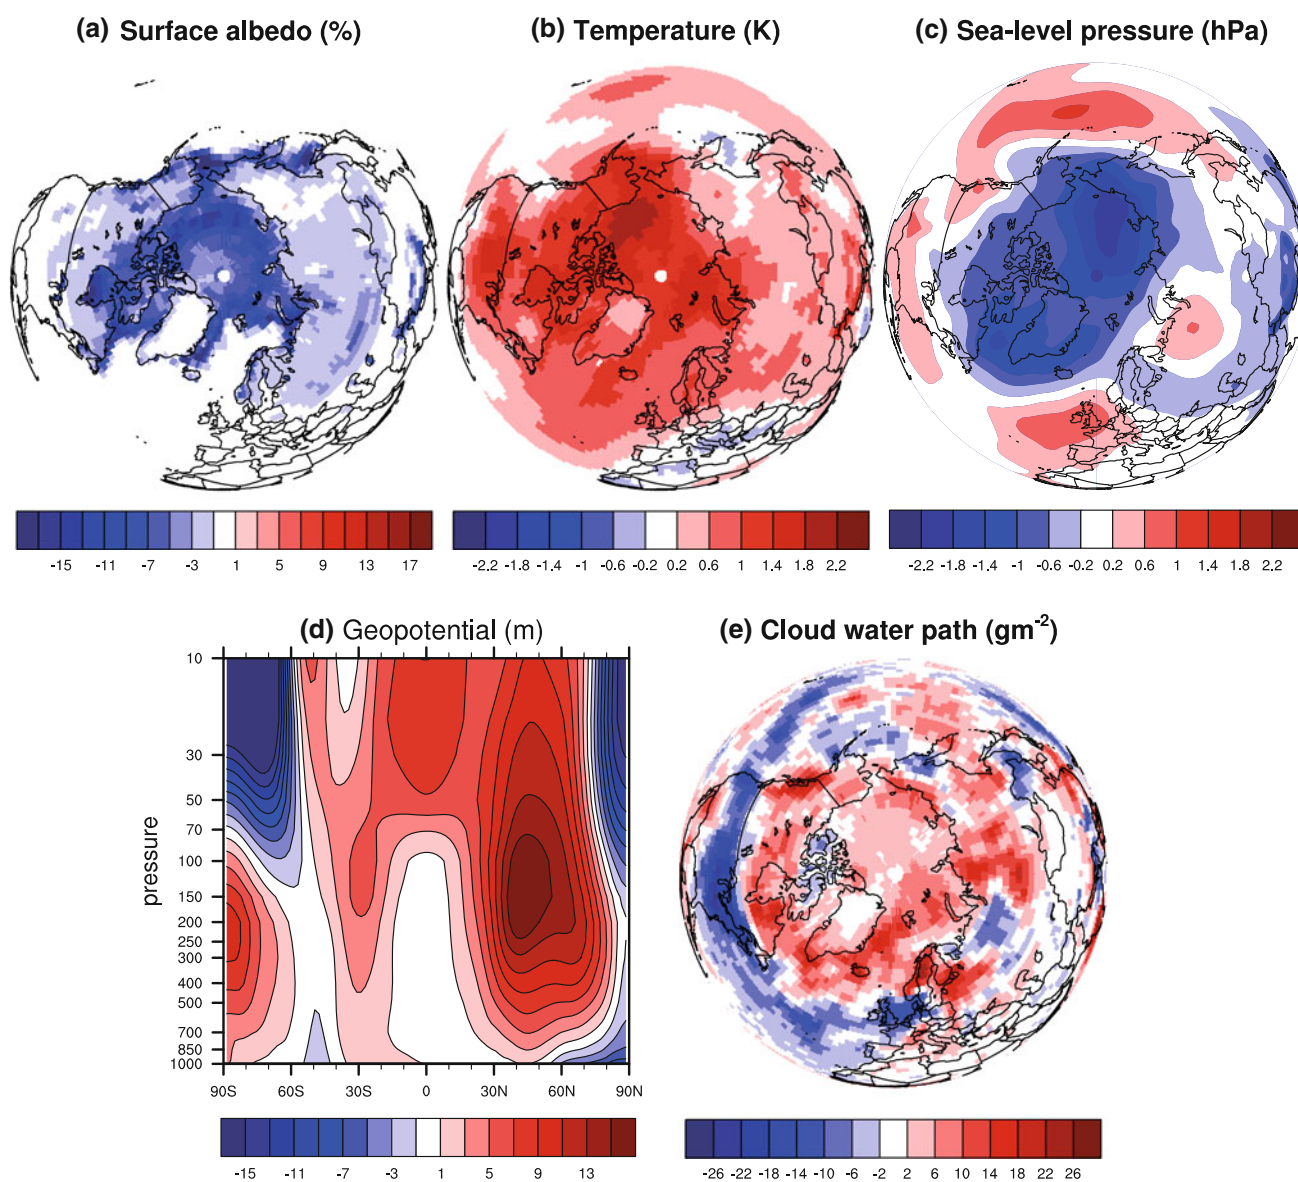 (a) Surface albedo (%)
(b) Temperature (K)
(c) Sea-level pressure (hPa)
-15 -11 -7 -3 1 5 9 13 17
-2.2 -1.8 -1.4 -1 -0.6 -0.2 0.2 0.6 1 1.4 1.8 2.2
-2.2 -1.8 -1.4 -1 -0.6 -0.2 0.2 0.6 1 1.4 1.8 2.2
(d) Geopotential (m)
(e) Cloud water path (gm-2)
pressure
10
30
50
70
100
150
200
250
300
400
500
700
850
1000
90S 60S 30S 0 30N 60N 90N
-15 -11 -7 -3 1 5 9 13
-26 -22 -18 -14 -10 -6 -2 2 6 10 14 18 22 26